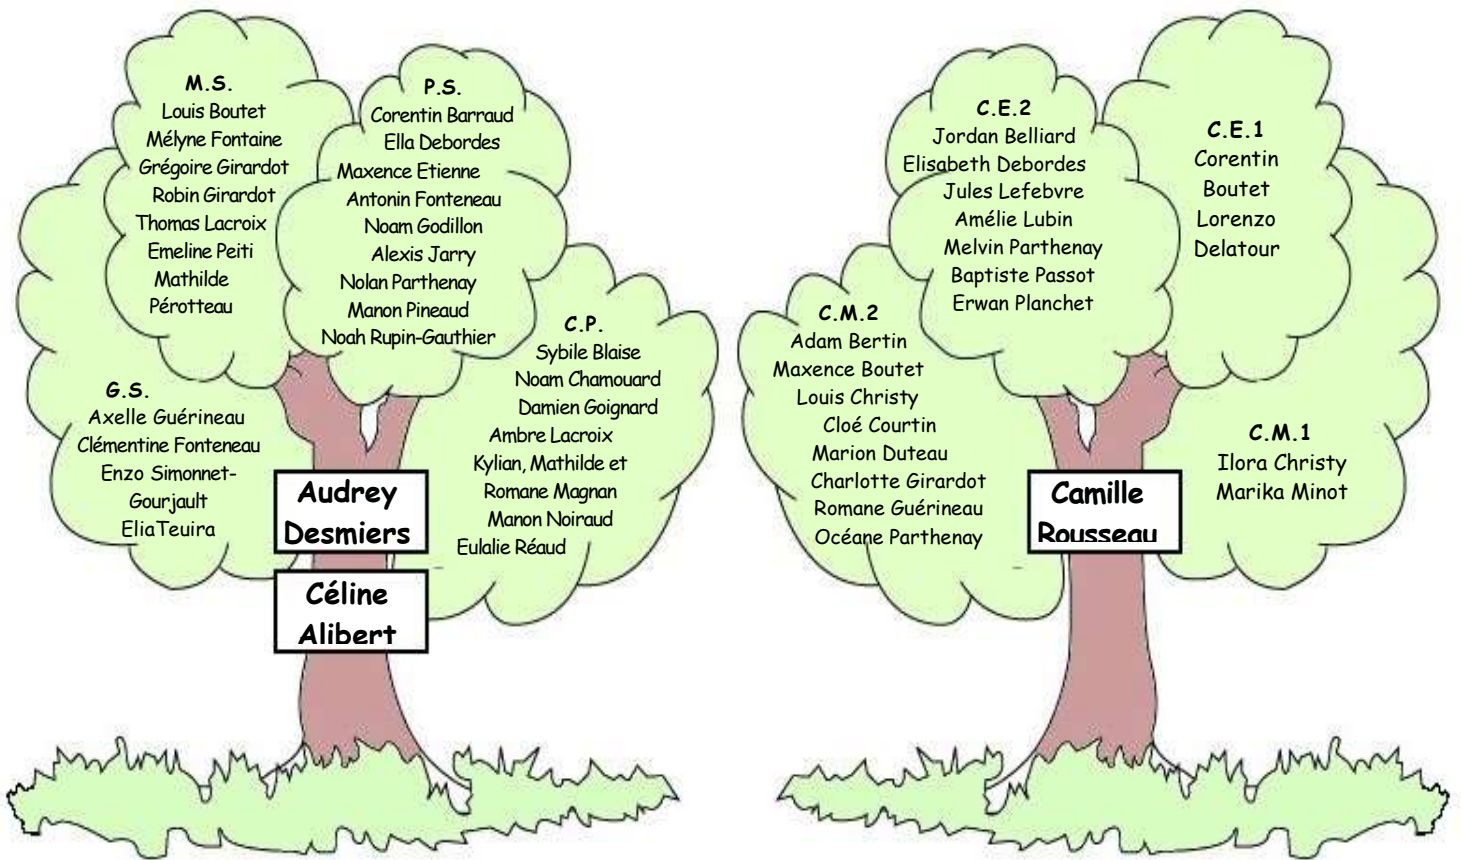 M.S.
Louis Boutet
Mélyne Fontaine
Grégoire Girardot
Robin Girardot
Thomas Lacroix
Emeline Peiti
Mathilde
Pérotteau
P.S.
Corentin Barraud
Ella Debordes
Maxence Etienne
Antonin Fonteneau
Noam Godillon
Alexis Jarry
Nolan Parthenay
Manon Pineaud
Noah Rupin-Gauthier
G.S.
Axelle Guérineau
Clémentine Fonteneau
Enzo Simonnet-
Gourjault
EliaTeuira
C.P.
Sybile Blaise
Noam Chamouard
Damien Goignard
Ambre Lacroix
Kylian, Mathilde et
Romane Magnan
Manon Noiraud
Eulalie Réaud
Audrey
Desmiers
Céline
Alibert
C.E.2
Jordan Belliard
Elisabeth Debordes
Jules Lefebvre
Amélie Lubin
Melvin Parthenay
Baptiste Passot
Erwan Planchet
C.E.1
Corentin
Boutet
Lorenzo
Delatour
C.M.2
Adam Bertin
Maxence Boutet
Louis Christy
Cloé Courtin
Marion Duteau
Charlotte Girardot
Romane Guérineau
Océane Parthenay
C.M.1
Ilora Christy
Marika Minot
Camille
Rousseau